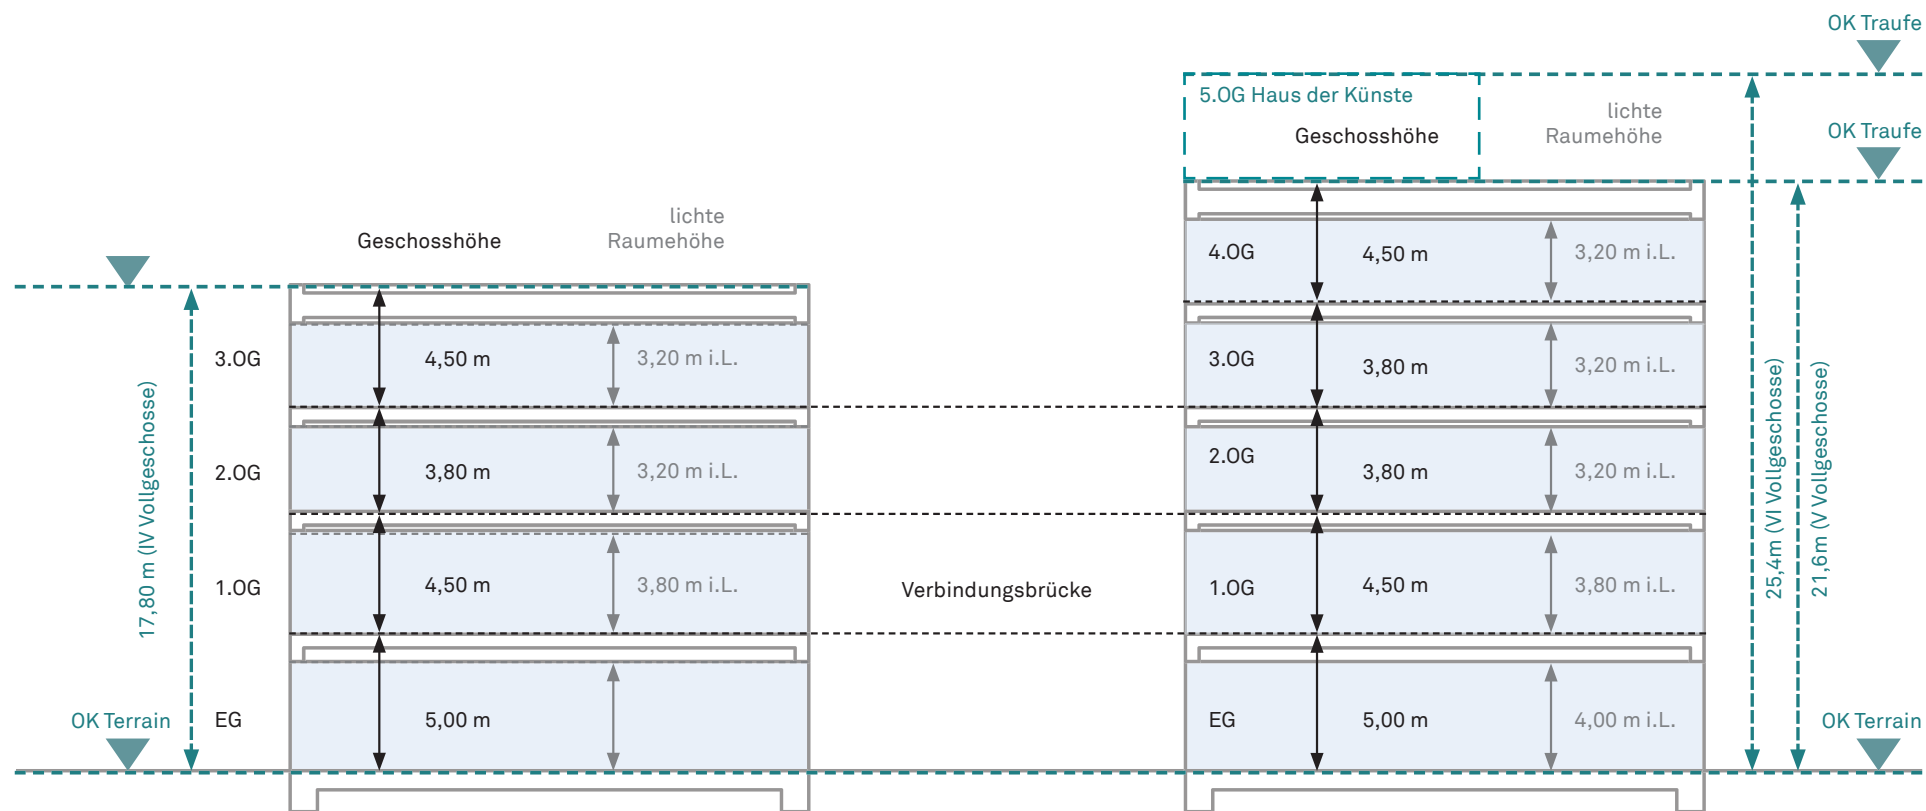 OK Traufe
5.OG Haus der Künste
lichte
Raumehöhe
Geschosshöhe
OK Traufe
lichte
Raumehöhe
Geschosshöhe
4.OG
4,50 m
3,20 m i.L.
3.OG
4,50 m
3,20 m i.L.
3.OG
3,80 m
3,20 m i.L.
2.OG
3,80 m
3,20 m i.L.
2.OG
3,80 m
3,20 m i.L.
17,80 m (IV Vollgeschosse)
25,4m (VI Vollgeschosse)
21,6m (V Vollgeschosse)
1.OG
4,50 m
3,80 m i.L.
Verbindungsbrücke
1.OG
4,50 m
3,80 m i.L.
OK Terrain
EG
5,00 m
EG
5,00 m
4,00 m i.L.
OK Terrain